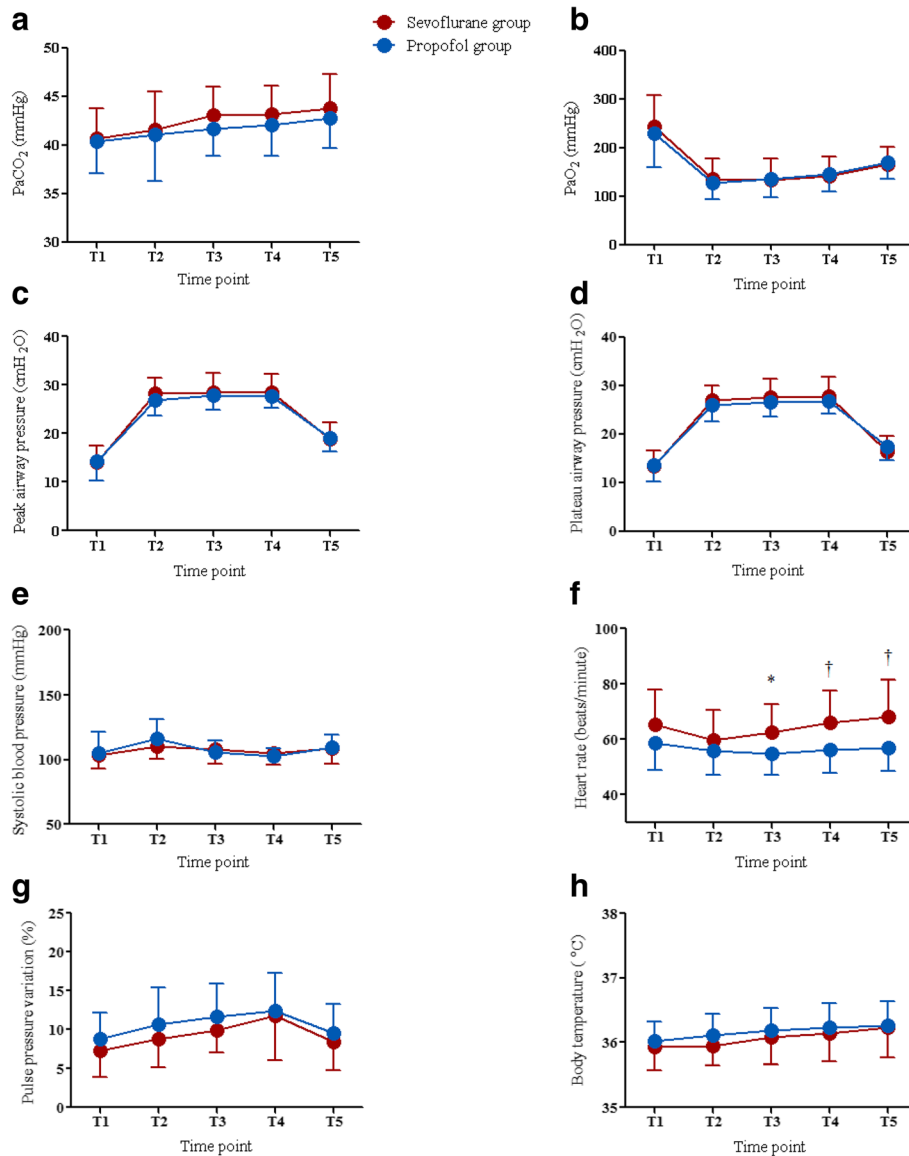 a
Sevoflurane group
Propofol group
b
50
45
40
35
30
PaCO2 (mmHg)
T1 T2 T3 T4 T5
Time point
400
300
200
100
0
PaO2 (mmHg)
T1 T2 T3 T4 T5
Time point
c
40
30
20
10
0
Peak airway pressure (cmH2O)
T1 T2 T3 T4 T5
Time point
d
40
30
20
10
0
Plateau airway pressure (cmH2O)
T1 T2 T3 T4 T5
Time point
e
200
150
100
50
Systolic blood pressure (mmHg)
T1 T2 T3 T4 T5
Time point
f
100
80
60
40
Heart rate (beats/minute)
* † †
T1 T2 T3 T4 T5
Time point
g
25
20
15
10
5
0
Pulse pressure variation (%)
T1 T2 T3 T4 T5
Time point
h
38
37
36
35
Body temperature ( °C)
T1 T2 T3 T4 T5
Time point